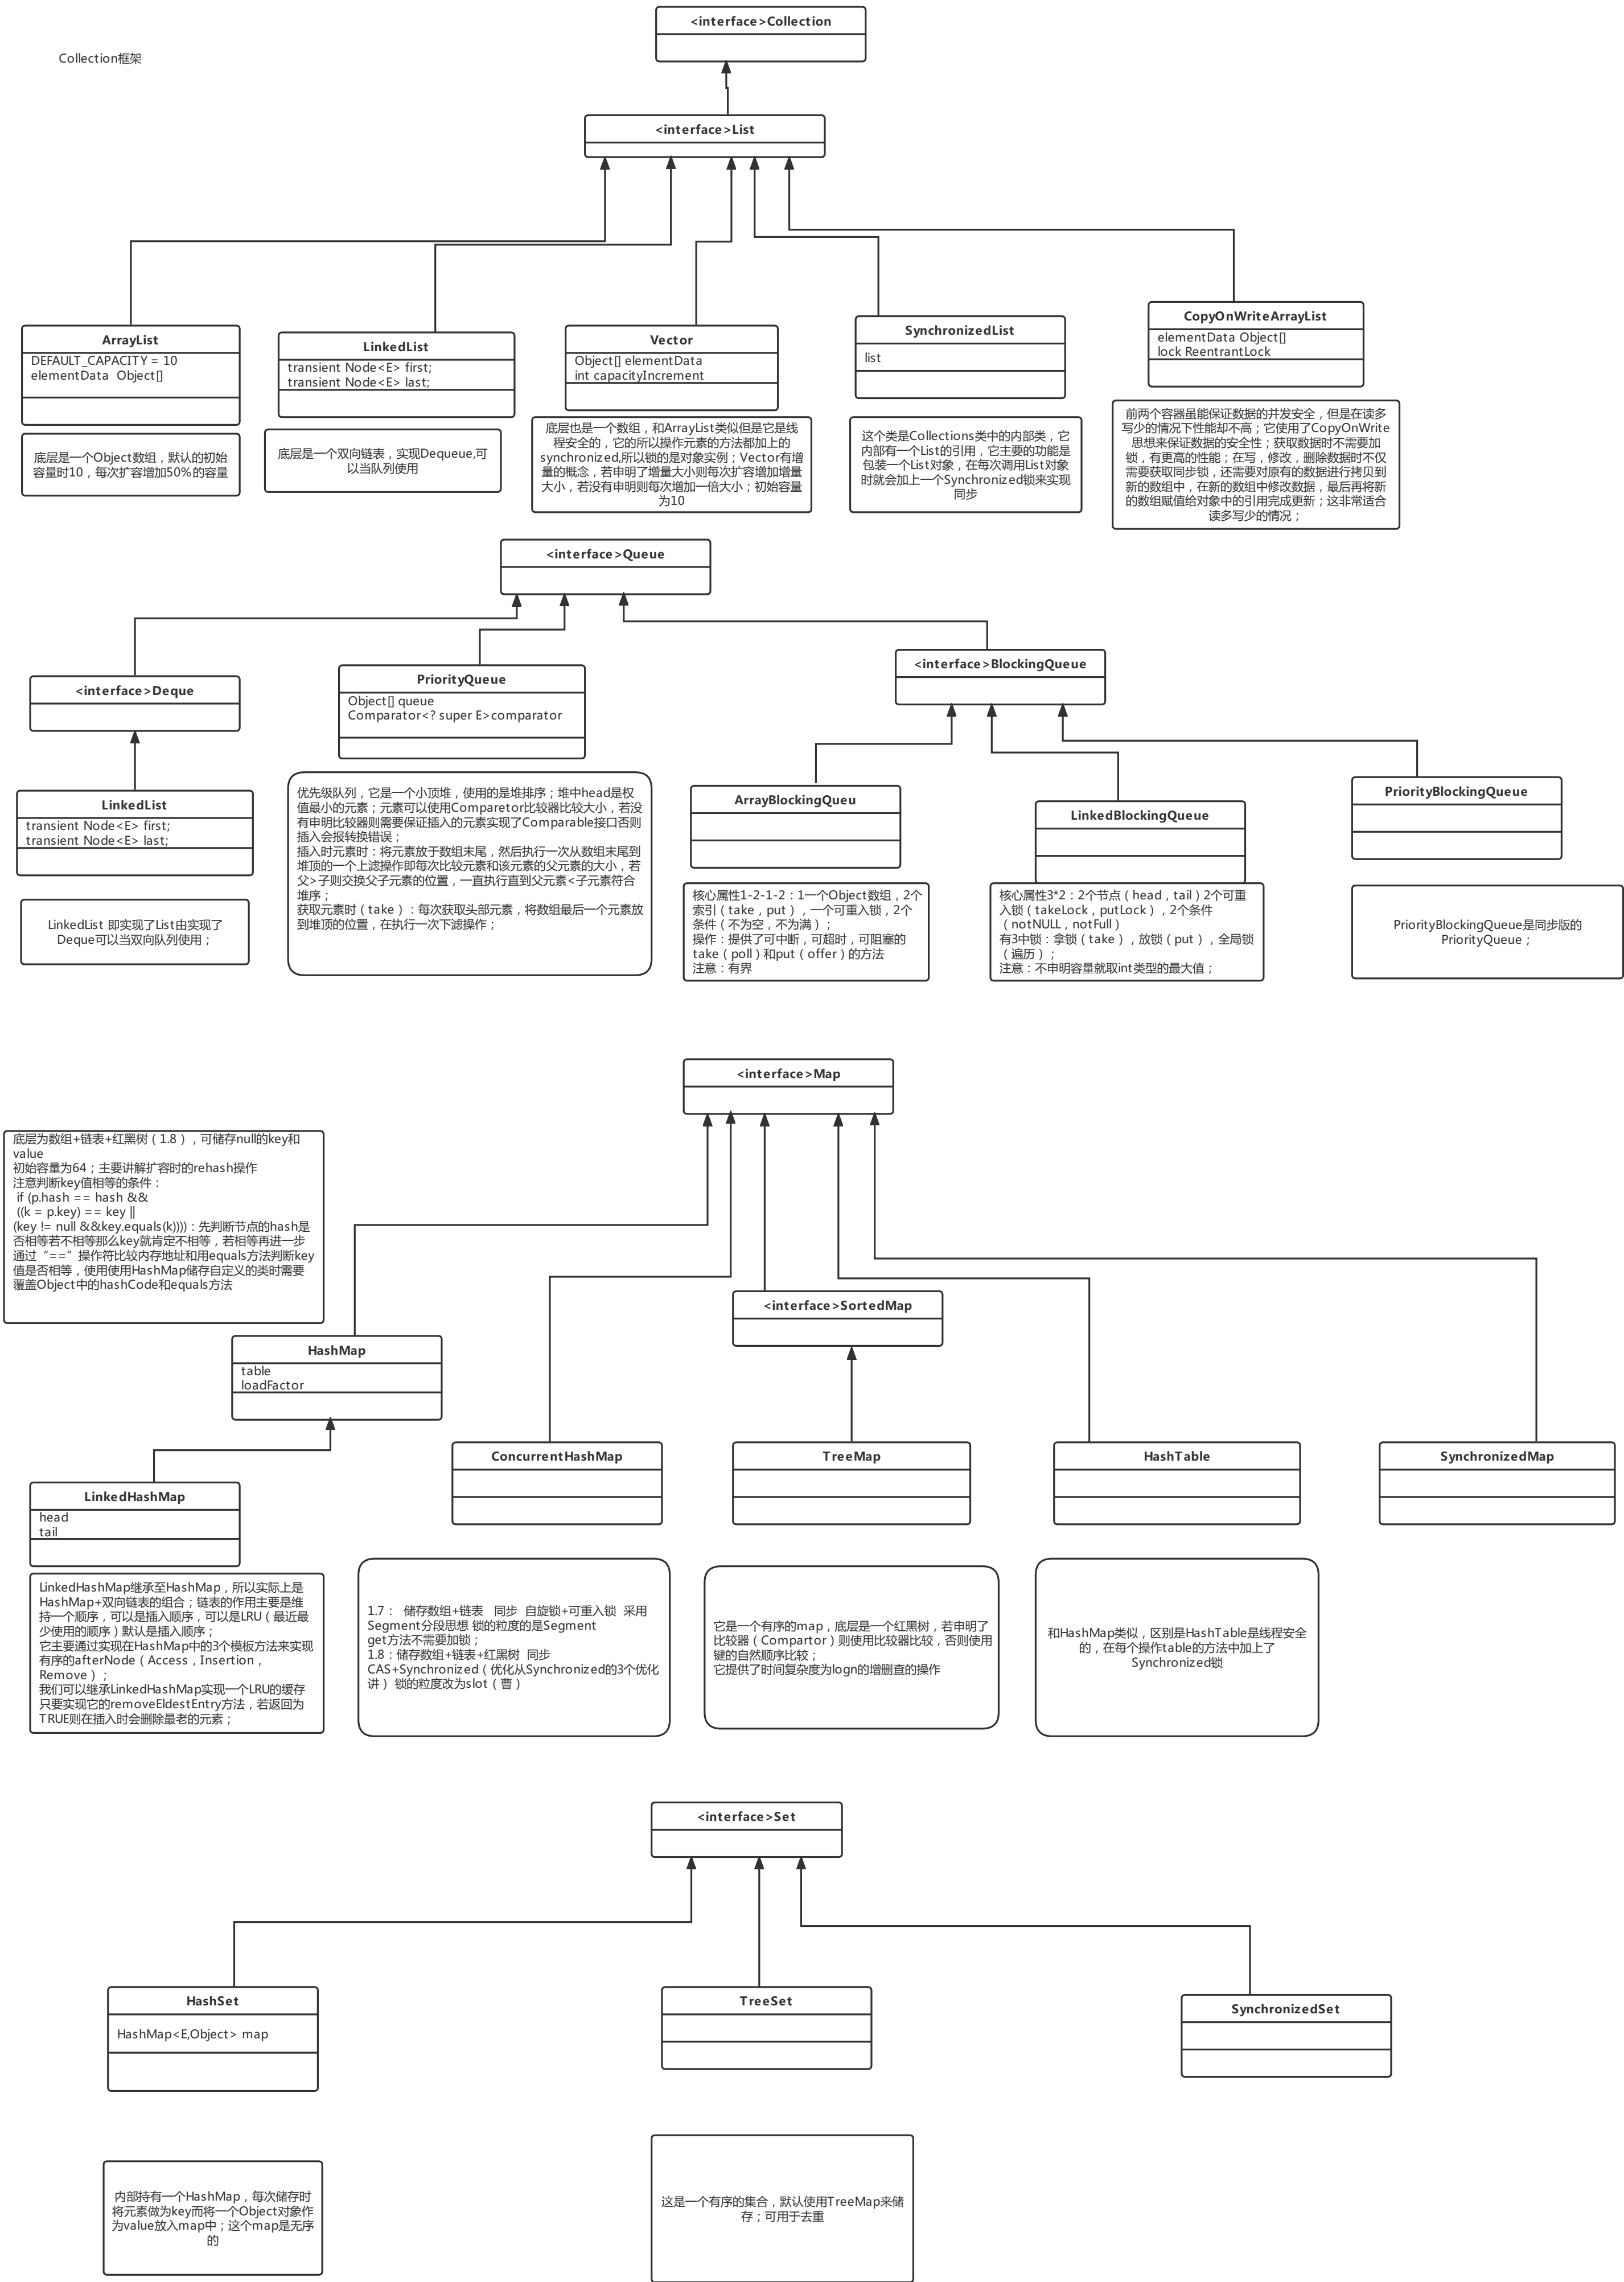 <interface>Collection
Collection框架
<interface>List
ArrayList
DEFAULT_CAPACITY = 10
elementData  Object[]
底层是一个Object数组，默认的初始
容量时10，每次扩容增加50%的容量
LinkedList
transient Node<E> first;
transient Node<E> last;
底层是一个双向链表，实现Dequeue,可
以当队列使用
Vector
Object[] elementData
int capacityIncrement
底层也是一个数组，和ArrayList类似但是它是线
程安全的，它的所以操作元素的方法都加上的
synchronized,所以锁的是对象实例；Vector有增
量的概念，若申明了增量大小则每次扩容增加增量
大小，若没有申明则每次增加一倍大小；初始容量
为10
SynchronizedList
list
这个类是Collections类中的内部类，它
内部有一个List的引用，它主要的功能是
包装一个List对象，在每次调用List对象
时就会加上一个Synchronized锁来实现
同步
CopyOnWriteArrayList
elementData Object[]
lock ReentrantLock
前两个容器虽能保证数据的并发安全，但是在读多
写少的情况下性能却不高；它使用了CopyOnWrite
思想来保证数据的安全性；获取数据时不需要加
锁，有更高的性能；在写，修改，删除数据时不仅
需要获取同步锁，还需要对原有的数据进行拷贝到
新的数组中，在新的数组中修改数据，最后再将新
的数组赋值给对象中的引用完成更新；这非常适合
读多写少的情况；
<interface>Queue
<interface>Deque
LinkedList
transient Node<E> first;
transient Node<E> last;
LinkedList 即实现了List由实现了
Deque可以当双向队列使用；
PriorityQueue
Object[] queue
Comparator<? super E>comparator
优先级队列，它是一个小顶堆，使用的是堆排序；堆中head是权
值最小的元素；元素可以使用Comparetor比较器比较大小，若没
有申明比较器则需要保证插入的元素实现了Comparable接口否则
插入会报转换错误；
插入时元素时：将元素放于数组末尾，然后执行一次从数组末尾到
堆顶的一个上滤操作即每次比较元素和该元素的父元素的大小，若
父>子则交换父子元素的位置，一直执行直到父元素<子元素符合
堆序；
获取元素时（take）：每次获取头部元素，将数组最后一个元素放
到堆顶的位置，在执行一次下滤操作；
<interface>BlockingQueue
ArrayBlockingQueu
核心属性1-2-1-2：1一个Object数组，2个
索引（take，put），一个可重入锁，2个
条件（不为空，不为满）；
操作：提供了可中断，可超时，可阻塞的
take（poll）和put（offer）的方法
注意：有界
LinkedBlockingQueue
核心属性3*2：2个节点（head，tail）2个可重
入锁（takeLock，putLock），2个条件
（notNULL，notFull）
有3中锁：拿锁（take），放锁（put），全局锁
（遍历）；
注意：不申明容量就取int类型的最大值；
PriorityBlockingQueue
PriorityBlockingQueue是同步版的
PriorityQueue；
<interface>Map
底层为数组+链表+红黑树（1.8），可储存null的key和
value
初始容量为64；主要讲解扩容时的rehash操作
注意判断key值相等的条件：
if (p.hash == hash &&
((k = p.key) == key ||
(key != null &&key.equals(k))))：先判断节点的hash是
否相等若不相等那么key就肯定不相等，若相等再进一步
通过“==”操作符比较内存地址和用equals方法判断key
值是否相等，使用使用HashMap储存自定义的类时需要
覆盖Object中的hashCode和equals方法
HashMap
table
loadFactor
LinkedHashMap
head
tail
LinkedHashMap继承至HashMap，所以实际上是
HashMap+双向链表的组合；链表的作用主要是维
持一个顺序，可以是插入顺序，可以是LRU（最近最
少使用的顺序）默认是插入顺序；
它主要通过实现在HashMap中的3个模板方法来实现
有序的afterNode（Access，Insertion，
Remove）；
我们可以继承LinkedHashMap实现一个LRU的缓存
只要实现它的removeEldestEntry方法，若返回为
TRUE则在插入时会删除最老的元素；
ConcurrentHashMap
1.7：  储存数组+链表   同步  自旋锁+可重入锁  采用
Segment分段思想 锁的粒度的是Segment
get方法不需要加锁；
1.8：储存数组+链表+红黑树  同步
CAS+Synchronized（优化从Synchronized的3个优化
讲） 锁的粒度改为slot（曹）
<interface>SortedMap
TreeMap
它是一个有序的map，底层是一个红黑树，若申明了
比较器（Compartor）则使用比较器比较，否则使用
键的自然顺序比较；
它提供了时间复杂度为logn的增删查的操作
HashTable
和HashMap类似，区别是HashTable是线程安全
的，在每个操作table的方法中加上了
Synchronized锁
SynchronizedMap
<interface>Set
HashSet
HashMap<E,Object> map
内部持有一个HashMap，每次储存时
将元素做为key而将一个Object对象作
为value放入map中；这个map是无序
的
TreeSet
这是一个有序的集合，默认使用TreeMap来储
存；可用于去重
SynchronizedSet